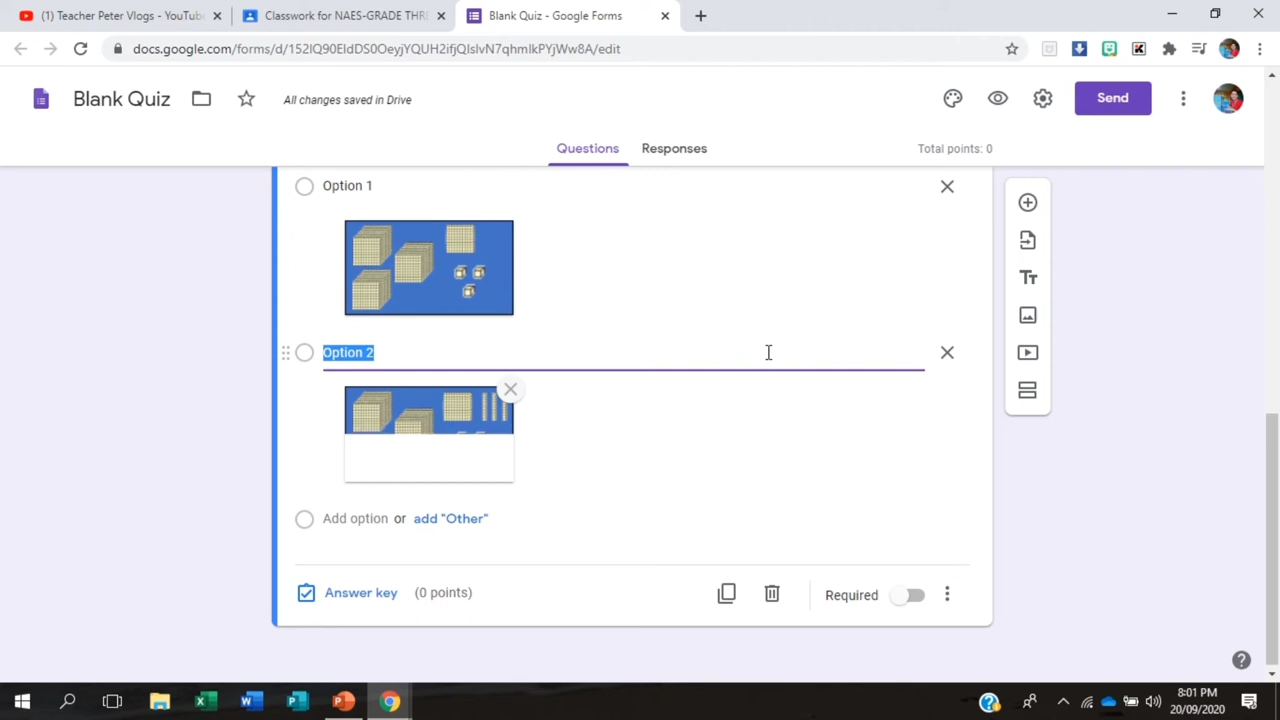 (1) Teacher Peter Vlogs - YouTube
Classwork for NAES-GRADE THRE
Blank Quiz - Google Forms
docs.google.com/forms/d/152lQ90EldDS0OeyjYQUH2ifjQlslvN7qhmlkPYjWw8A/edit
Blank Quiz
All changes saved in Drive
Send
Questions
Responses
Total points: 0
Option 1
Option 2
Add option or add "Other"
Answer key (0 points)
Required
8:01 PM
20/09/2020